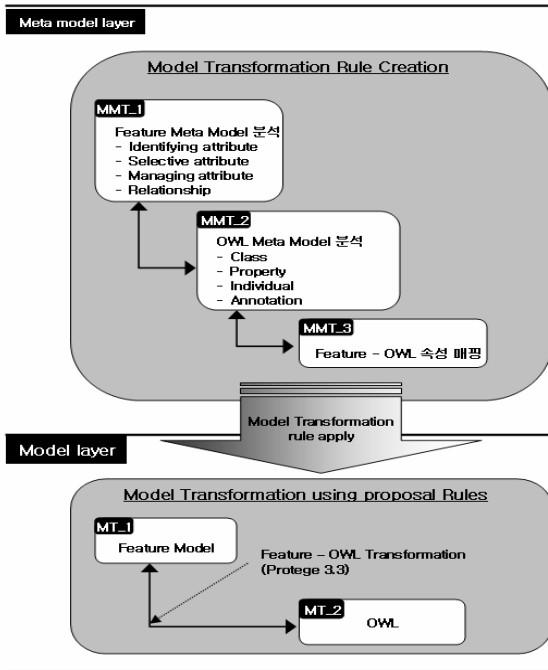 Meta model layer
Model Transformation Rule Creation
MMT_1
Feature Meta Model 분석
- Identifying attribute
- Selective attribute
- Managing attribute
- Relationship
MMT_2
OWL Meta Model 분석
- Class
- Property
- Individual
- Annotation
MMT_3
Feature - OWL 속성 매핑
Model Transformation
rule apply
Model layer
Model Transformation using proposal Rules
MT_1
Feature Model
Feature - OWL Transformation
(Protege 3.3)
MT_2
OWL